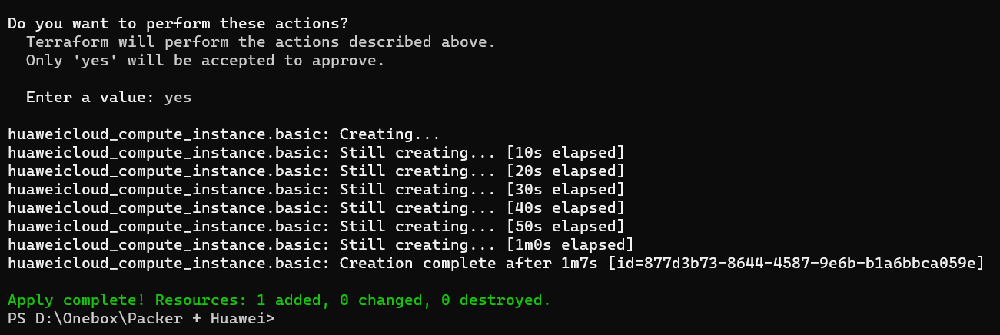 Do you want to perform these actions?
Terraform will perform the actions described above.
Only 'yes' will be accepted to approve.
Enter a value: yes
huaweicloud_compute_instance.basic: Creating...
huaweicloud_compute_instance.basic: Still creating... [10s elapsed]
huaweicloud_compute_instance.basic: Still creating... [20s elapsed]
huaweicloud_compute_instance.basic: Still creating... [30s elapsed]
huaweicloud_compute_instance.basic: Still creating... [40s elapsed]
huaweicloud_compute_instance.basic: Still creating... [50s elapsed]
huaweicloud_compute_instance.basic: Still creating... [1m0s elapsed]
huaweicloud_compute_instance.basic: Creation complete after 1m7s [id=877d3b73-8644-4587-9e6b-b1a6bbca059e]
Apply complete! Resources: 1 added, 0 changed, 0 destroyed.
PS D:\Onebox\Packer + Huawei>